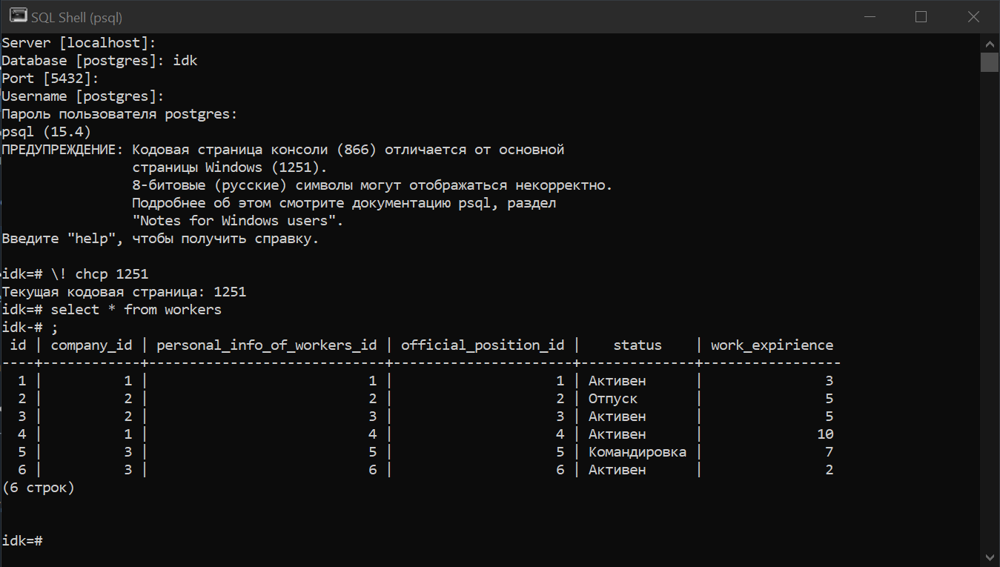 SQL Shell (psql)
Server [localhost]:
Database [postgres]: idk
Port [5432]:
Username [postgres]:
Пароль пользователя postgres:
psql (15.4)
ПРЕДУПРЕЖДЕНИЕ: Кодовая страница консоли (866) отличается от основной
                страницы Windows (1251).
                8-битовые (русские) символы могут отображаться некорректно.
                Подробнее об этом смотрите документацию psql, раздел
                "Notes for Windows users".
Введите "help", чтобы получить справку.
idk=# \! chcp 1251
Текущая кодовая страница: 1251
idk=# select * from workers
idk-# ;
 id | company_id | personal_info_of_workers_id | official_position_id |    status    | work_expirience
----+------------+-----------------------------+----------------------+--------------+-----------------
  1 |          1 |                           1 |                    1 | Активен      |               3
  2 |          2 |                           2 |                    2 | Отпуск       |               5
  3 |          2 |                           3 |                    3 | Активен      |               5
  4 |          1 |                           4 |                    4 | Активен      |              10
  5 |          3 |                           5 |                    5 | Командировка |               7
  6 |          3 |                           6 |                    6 | Активен      |               2
(6 строк)
idk=#